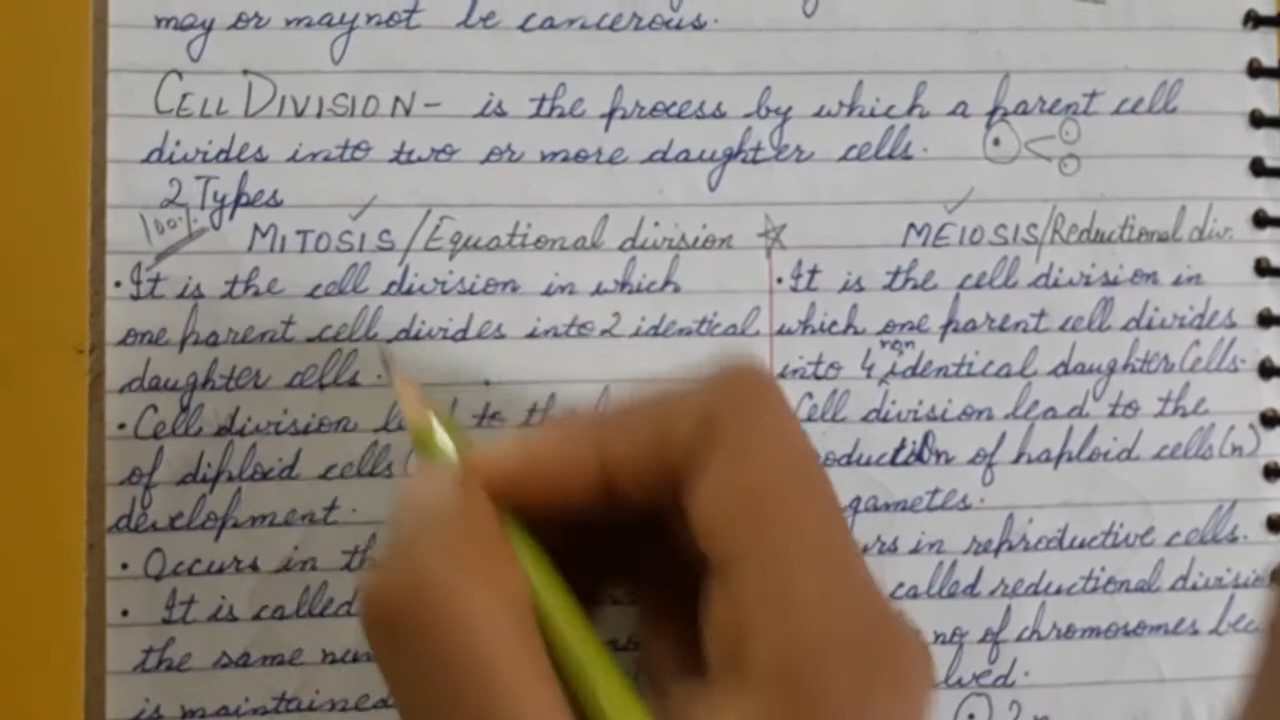 may or may not be cancerous.
CELL DIVISION- is the process by which a parent cell
divides into two or more daughter cells.
2 Types
100%
MITOSIS/Equational division
• It is the cell division in which
one parent cell divides into 2 identical
daughter cells.
• Cell division to
of diploid cells
development.
• Occurs in
• It is called
the same
is maintained
MEIOSIS/Reductional div.
• It is the cell division in
which one parent cell divides
non
into 4 identical daughter Cells.
Cell division lead to the
of haploid cells (n)
gametes.
in reproductive cells.
called reductional
no of chromosomes
2n